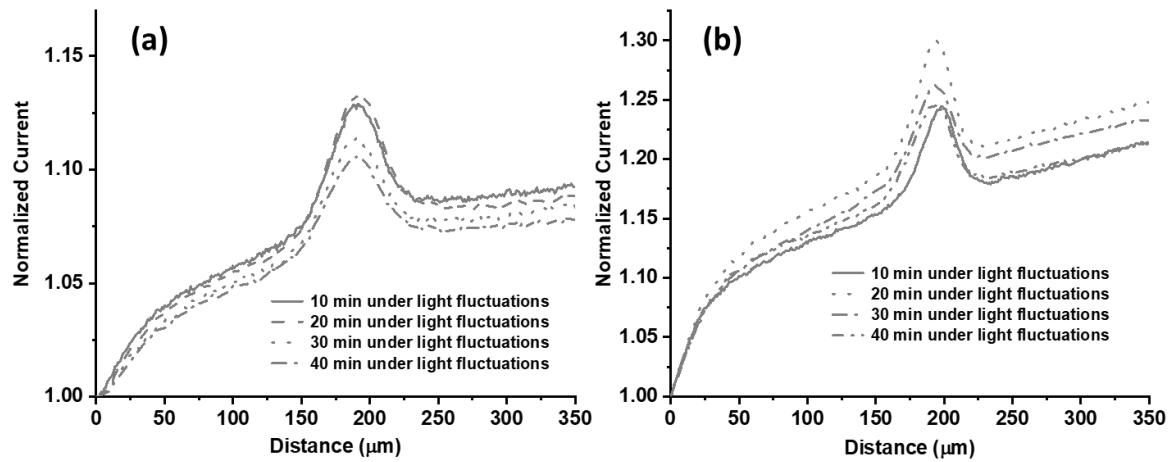 (a)
Normalized Current
1.15
1.10
1.05
1.00
10 min under light fluctuations
20 min under light fluctuations
30 min under light fluctuations
40 min under light fluctuations
0 50 100 150 200 250 300 350
Distance (μm)
(b)
Normalized Current
1.30
1.25
1.20
1.15
1.10
1.05
1.00
10 min under light fluctuations
20 min under light fluctuations
30 min under light fluctuations
40 min under light fluctuations
0 50 100 150 200 250 300 350
Distance (μm)